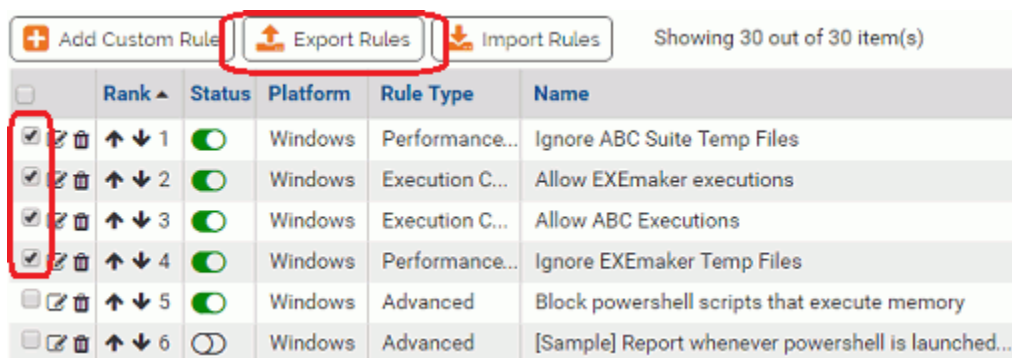 Add Custom Rule Export Rules Import Rules Showing 30 out of 30 item(s)
Rank Status Platform Rule Type Name
1 Windows Performance... Ignore ABC Suite Temp Files
2 Windows Execution C... Allow EXEmaker executions
3 Windows Execution C... Allow ABC Executions
4 Windows Performance... Ignore EXEmaker Temp Files
5 Windows Advanced Block powershell scripts that execute memory
6 Windows Advanced [Sample] Report whenever powershell is launched...